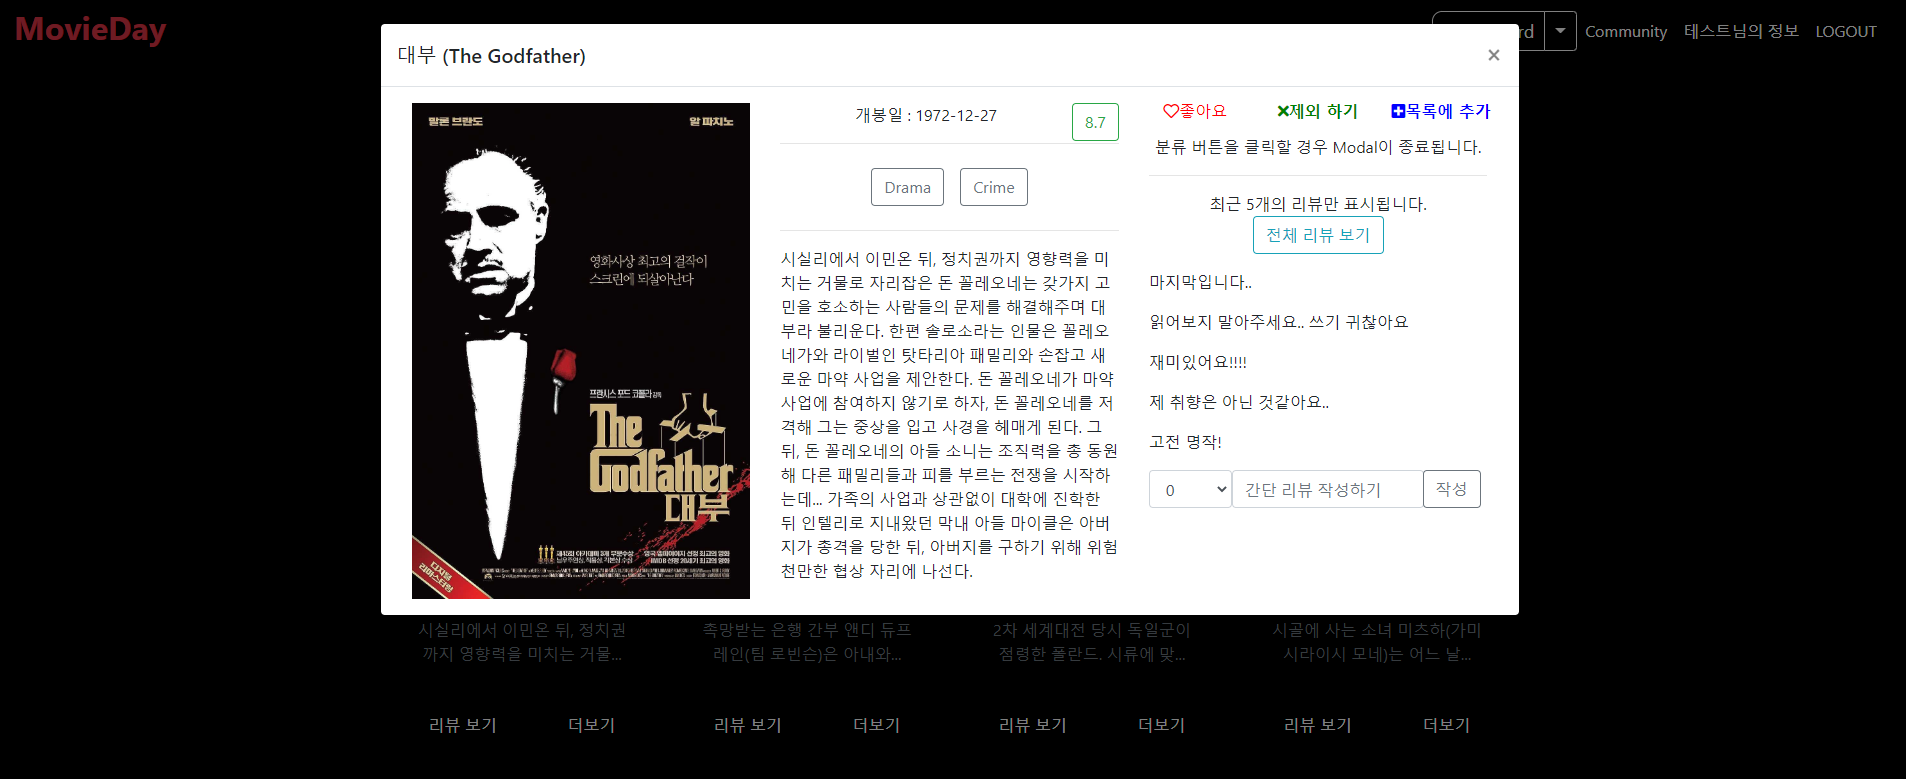 MovieDay
rd
Community
테스트님의 정보
LOGOUT
대부 (The Godfather)
×
말론 브란도
알 파치노
영화사상 최고의 걸작이
스크린에 되살아난다
프랜시스 포드 코폴라 감독
The
Godfather
대부
디지털
리마스터링
개봉일 : 1972-12-27
8.7
Drama
Crime
시실리에서 이민온 뒤, 정치권까지 영향력을 미
치는 거물로 자리잡은 돈 꼴레오네는 갖가지 고
민을 호소하는 사람들의 문제를 해결해주며 대
부라 불리운다. 한편 솔로소라는 인물은 꼴레오
네가와 라이벌인 탓타리아 패밀리와 손잡고 새
로운 마약 사업을 제안한다. 돈 꼴레오네가 마약
사업에 참여하지 않기로 하자, 돈 꼴레오네를 저
격해 그는 중상을 입고 사경을 헤매게 된다. 그
뒤, 돈 꼴레오네의 아들 소니는 조직력을 총 동원
해 다른 패밀리들과 피를 부르는 전쟁을 시작하
는데... 가족의 사업과 상관없이 대학에 진학한
뒤 인텔리로 지내왔던 막내 아들 마이클은 아버
지가 총격을 당한 뒤, 아버지를 구하기 위해 위험
천만한 협상 자리에 나선다.
좋아요
제외 하기
목록에 추가
분류 버튼을 클릭할 경우 Modal이 종료됩니다.
최근 5개의 리뷰만 표시됩니다.
전체 리뷰 보기
마지막입니다..
읽어보지 말아주세요.. 쓰기 귀찮아요
재미있어요!!!!
제 취향은 아닌 것같아요..
고전 명작!
0
간단 리뷰 작성하기
작성
시실리에서 이민온 뒤, 정치권
까지 영향력을 미치는 거물...
촉망받는 은행 간부 앤디 듀프
레인(팀 로빈슨)은 아내와...
2차 세계대전 당시 독일군이
점령한 폴란드. 시류에 맞...
시골에 사는 소녀 미츠하(카미
시라이시 모네)는 어느 날...
리뷰 보기
더보기
리뷰 보기
더보기
리뷰 보기
더보기
리뷰 보기
더보기